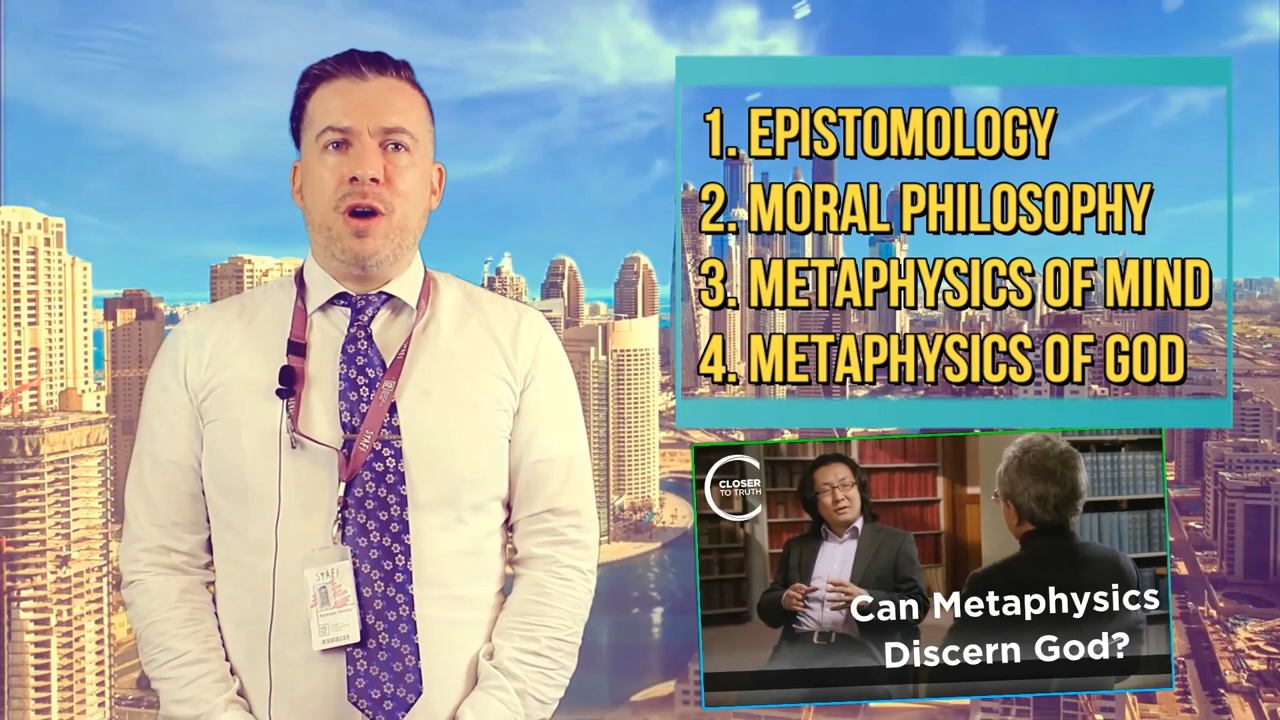 1. EPISTOMOLOGY
2. MORAL PHILOSOPHY
3. METAPHYSICS OF MIND
4. METAPHYSICS OF GOD
CLOSER
TO TRUTH
Can Metaphysics
Discern God?
STAFF
STAFF